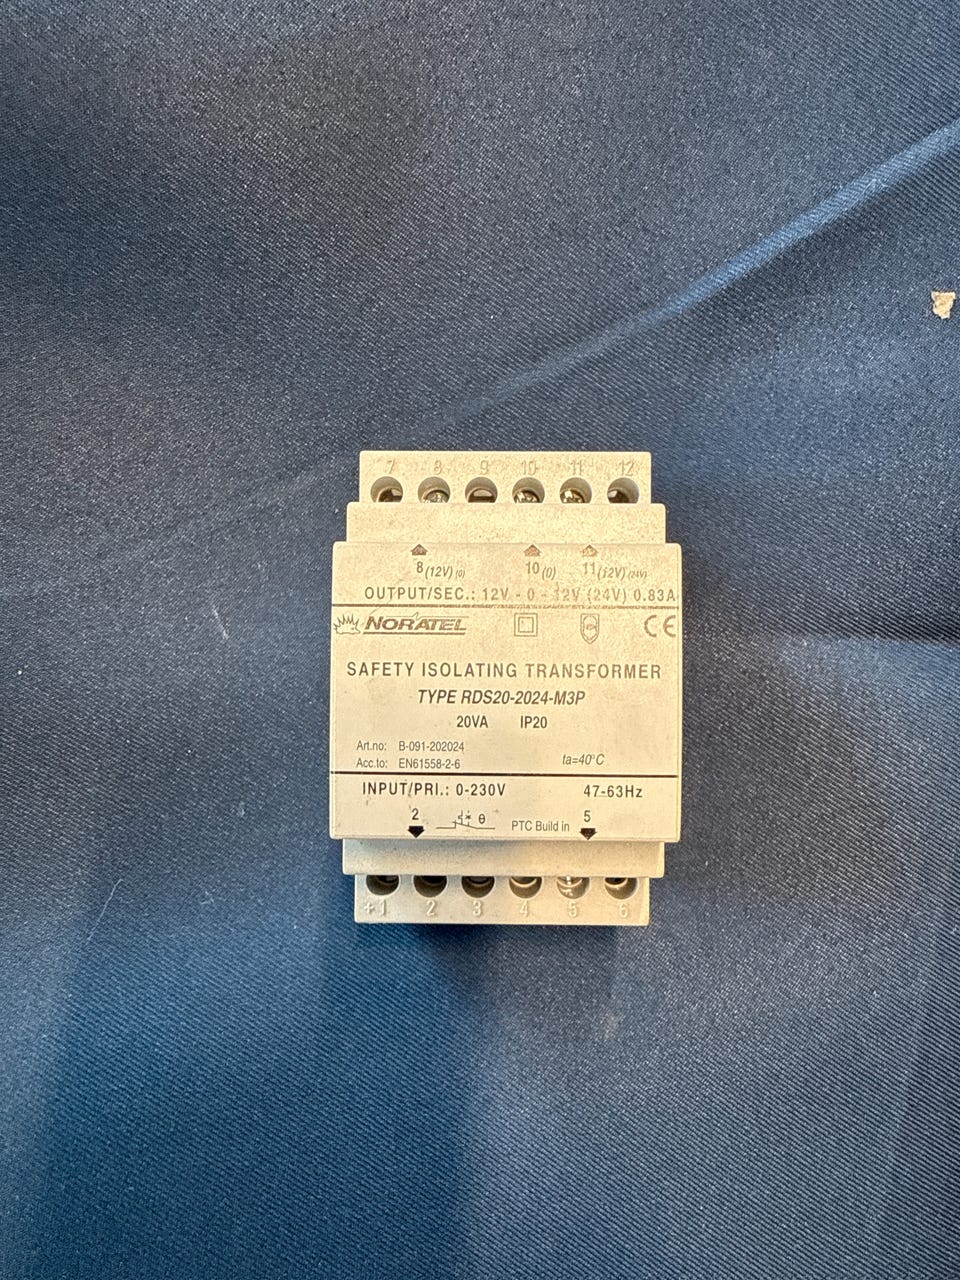 7 8 9 10 11 12
8 (12V) (0) 10 (0) 11 (12V) (24V)
OUTPUT/SEC.: 12V - 0 - 12V (24V) 0.83A
NORATEL CE
SAFETY ISOLATING TRANSFORMER
TYPE RDS20-2024-M3P
20VA IP20
Art.no: B-091-202024
Acc.to: EN61558-2-6 ta=40°C
INPUT/PRI.: 0-230V 47-63Hz
2 θ PTC Build in 5
+1 2 3 4 5 6